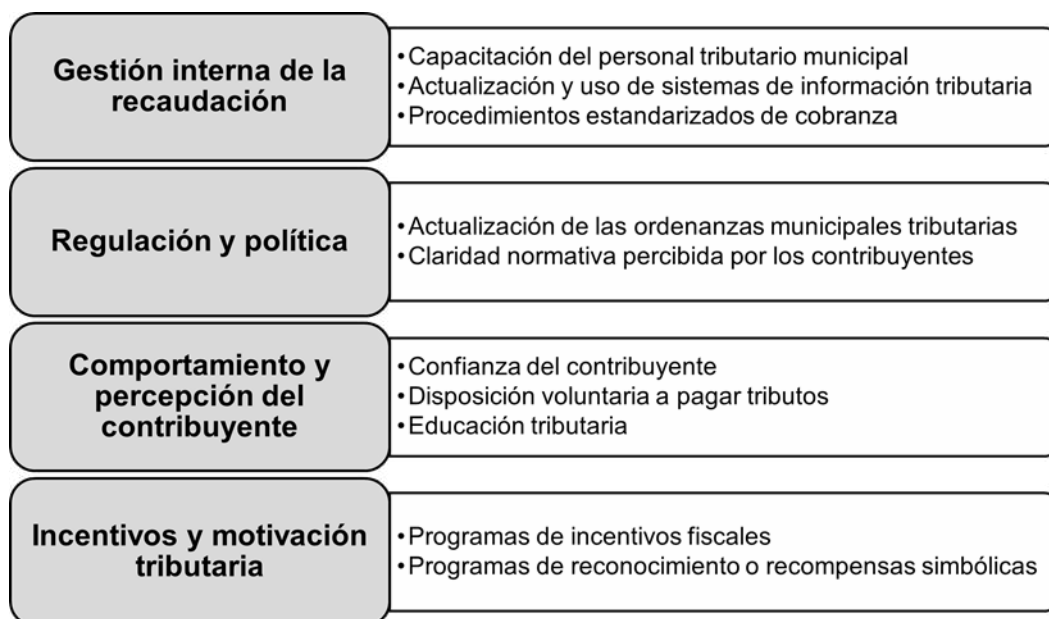 Gestión interna de la
recaudación
•Capacitación del personal tributario municipal
•Actualización y uso de sistemas de información tributaria
•Procedimientos estandarizados de cobranza
Regulación y política
•Actualización de las ordenanzas municipales tributarias
•Claridad normativa percibida por los contribuyentes
Comportamiento y
percepción del
contribuyente
•Confianza del contribuyente
•Disposición voluntaria a pagar tributos
•Educación tributaria
Incentivos y motivación
tributaria
•Programas de incentivos fiscales
•Programas de reconocimiento o recompensas simbólicas